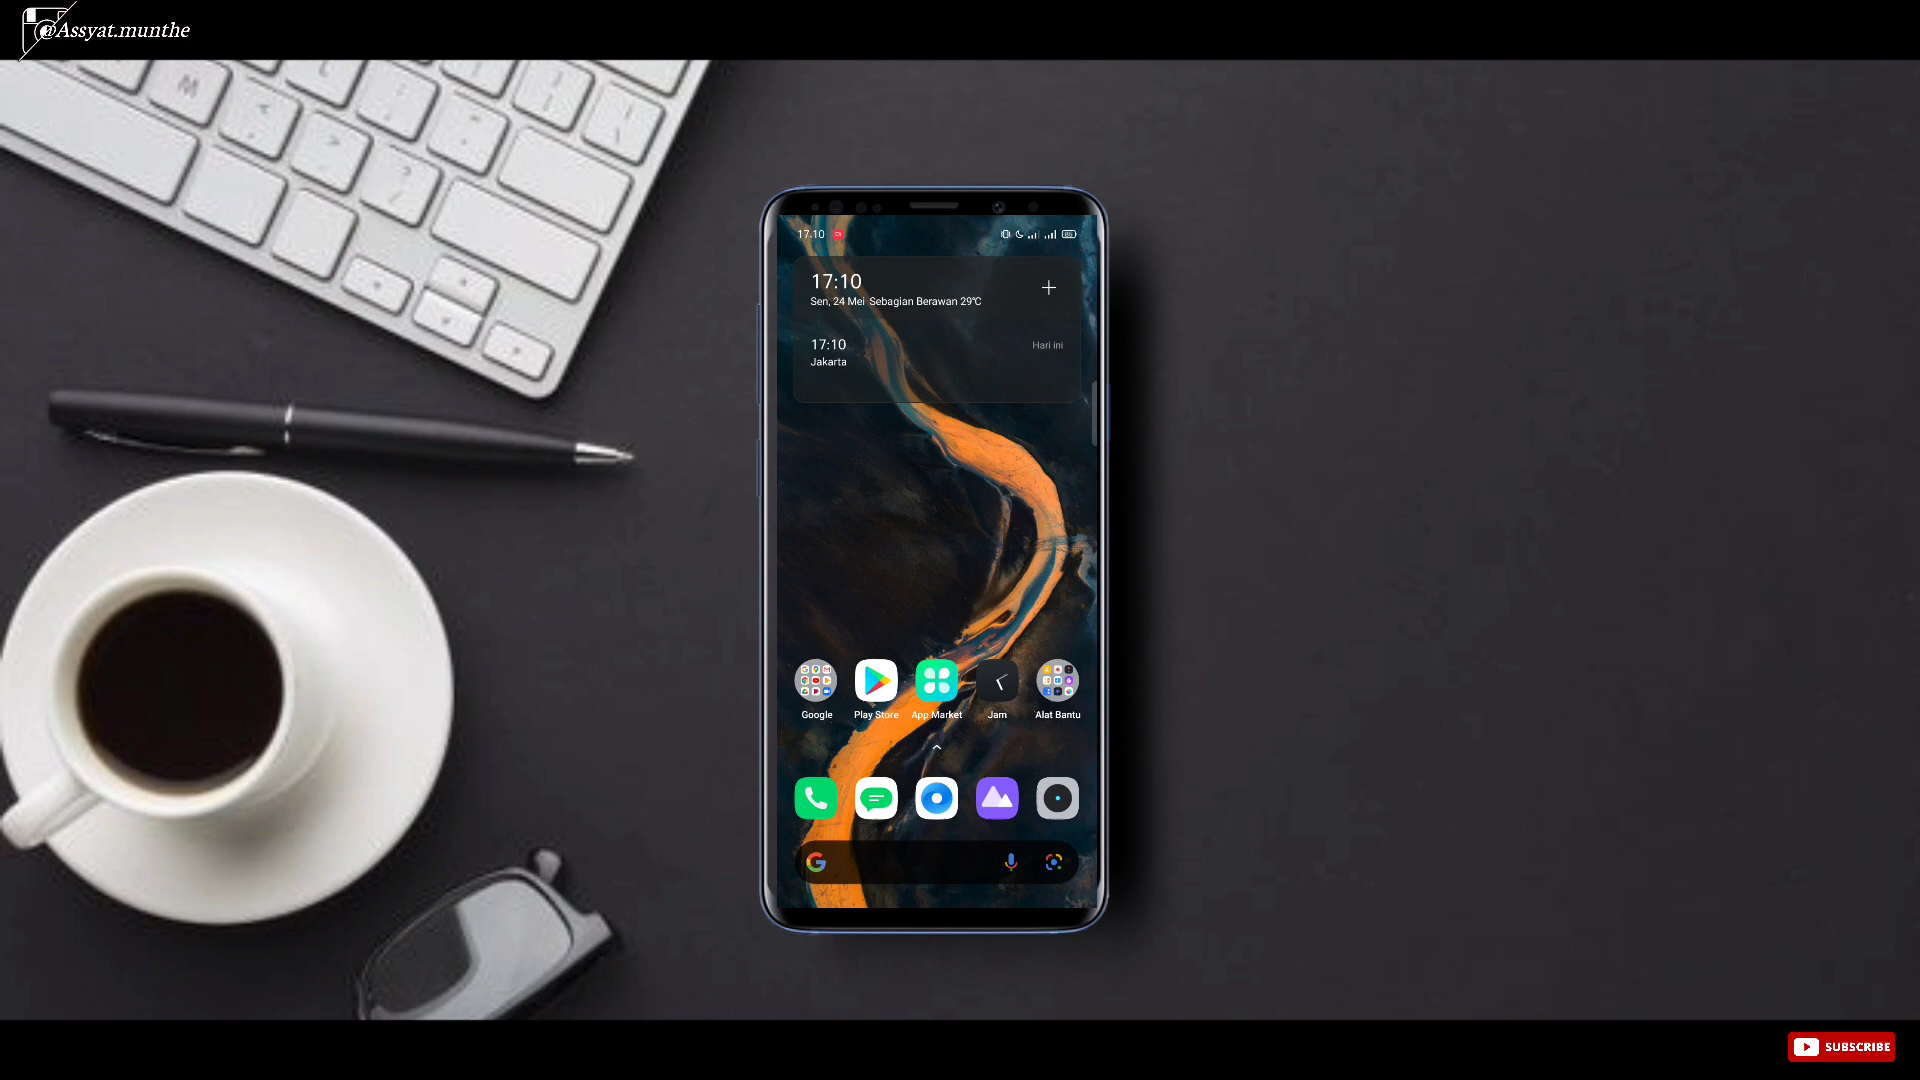 @Assyat.munthe
17.10
17:10
Sen, 24 Mei Sebagian Berawan 29°C
17:10
Hari ini
Jakarta
Google
Play Store
App Market
Jam
Alat Bantu
SUBSCRIBE